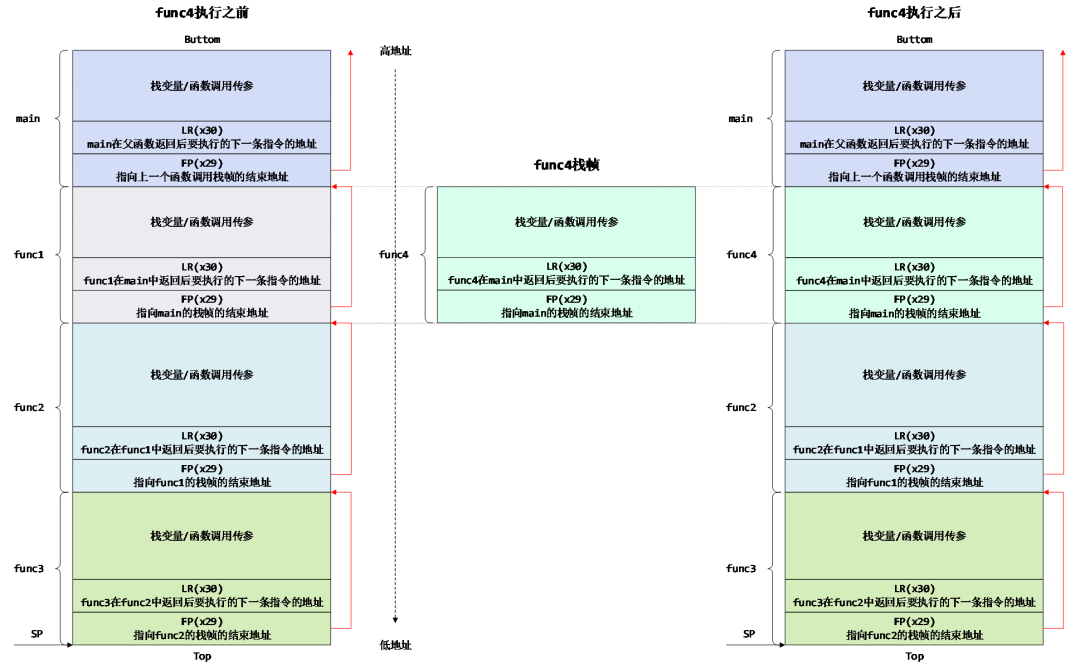 func4执行之前
Buttom
main
栈变量/函数调用传参
LR(x30)
main在父函数返回后要执行的下一条指令的地址
FP(x29)
指向上一个函数调用栈帧的结束地址
func1
栈变量/函数调用传参
LR(x30)
func1在main中返回后要执行的下一条指令的地址
FP(x29)
指向main的栈帧的结束地址
func2
栈变量/函数调用传参
LR(x30)
func2在func1中返回后要执行的下一条指令的地址
FP(x29)
指向func1的栈帧的结束地址
func3
栈变量/函数调用传参
LR(x30)
func3在func2中返回后要执行的下一条指令的地址
FP(x29)
指向func2的栈帧的结束地址
SP
Top
高地址
低地址
func4栈帧
func4
栈变量/函数调用传参
LR(x30)
func4在main中返回后要执行的下一条指令的地址
FP(x29)
指向main的栈帧的结束地址
func4执行之后
Buttom
main
栈变量/函数调用传参
LR(x30)
main在父函数返回后要执行的下一条指令的地址
FP(x29)
指向上一个函数调用栈帧的结束地址
func4
栈变量/函数调用传参
LR(x30)
func4在main中返回后要执行的下一条指令的地址
FP(x29)
指向main的栈帧的结束地址
func2
栈变量/函数调用传参
LR(x30)
func2在func1中返回后要执行的下一条指令的地址
FP(x29)
指向func1的栈帧的结束地址
func3
栈变量/函数调用传参
LR(x30)
func3在func2中返回后要执行的下一条指令的地址
FP(x29)
指向func2的栈帧的结束地址
SP
Top